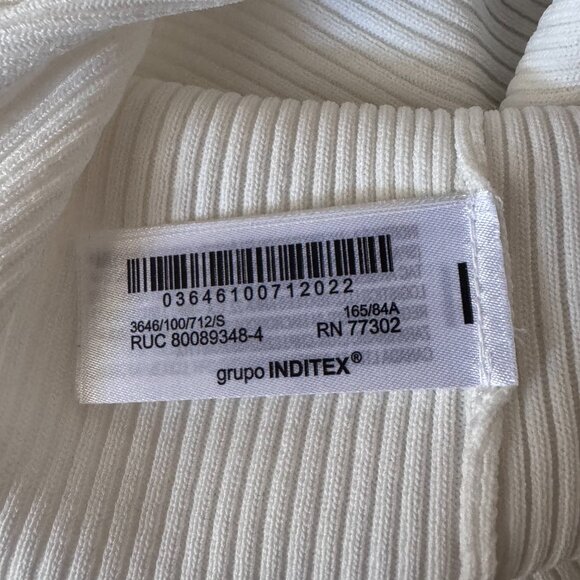 03646100712022
3646/100/712/S 165/84A
RUC 80089348-4 RN 77302
grupo INDITEX®